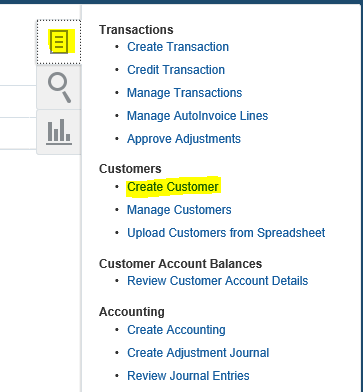 Transactions
Create Transaction
Credit Transaction
Manage Transactions
Manage AutoInvoice Lines
Approve Adjustments
Customers
Create Customer
Manage Customers
Upload Customers from Spreadsheet
Customer Account Balances
Review Customer Account Details
Accounting
Create Accounting
Create Adjustment Journal
Review Journal Entries